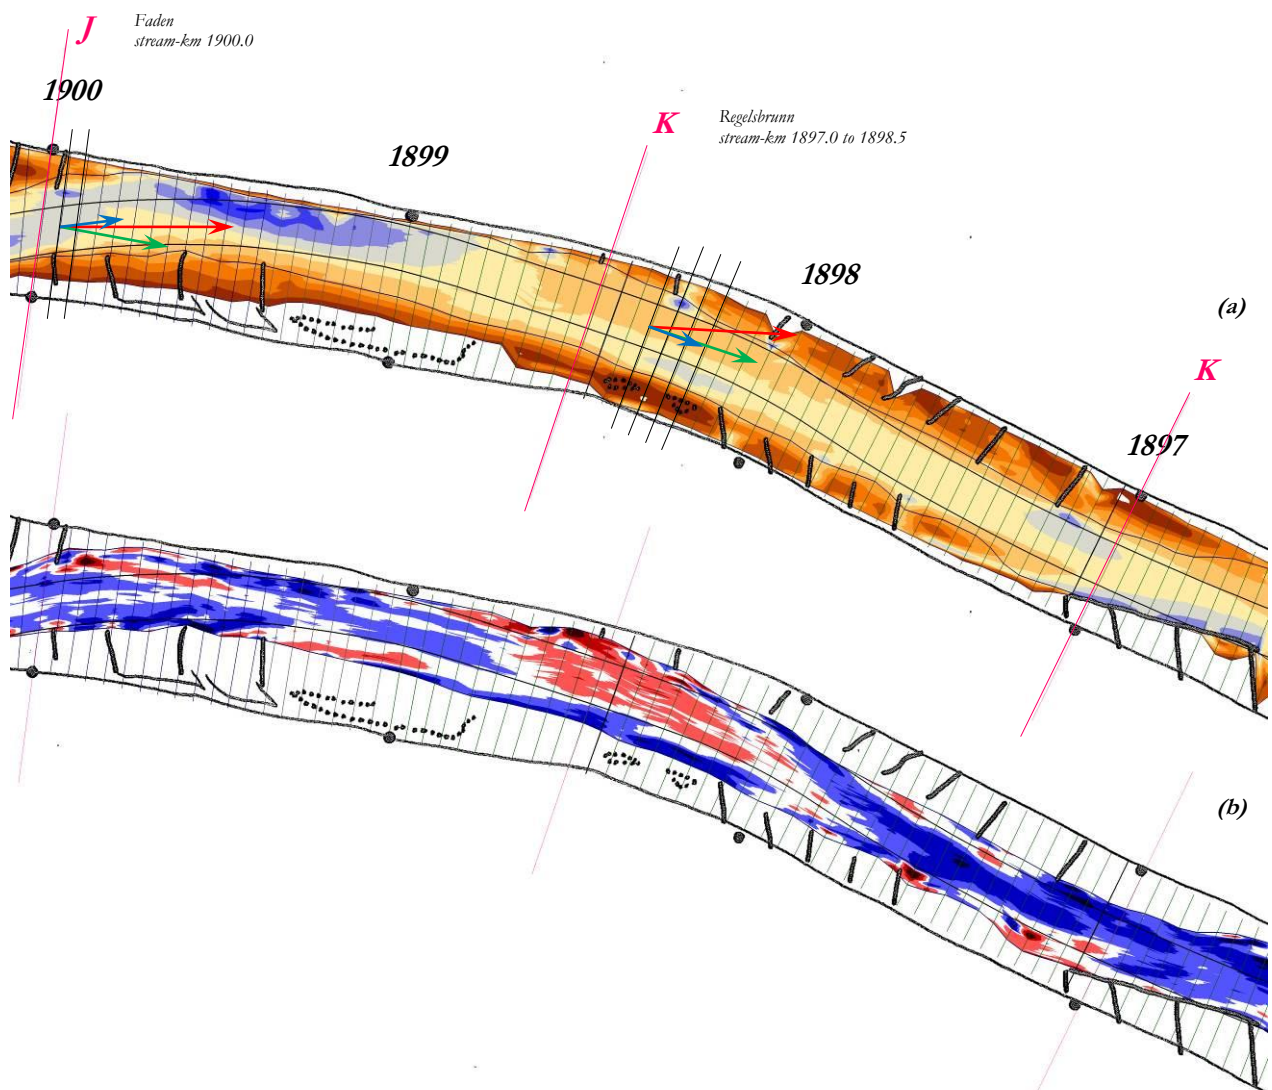 J
Faden
stream-km 1900.0
1900
1899
K
Regelsbrunn
stream-km 1897.0 to 1898.5
1898
(a)
K
1897
(b)